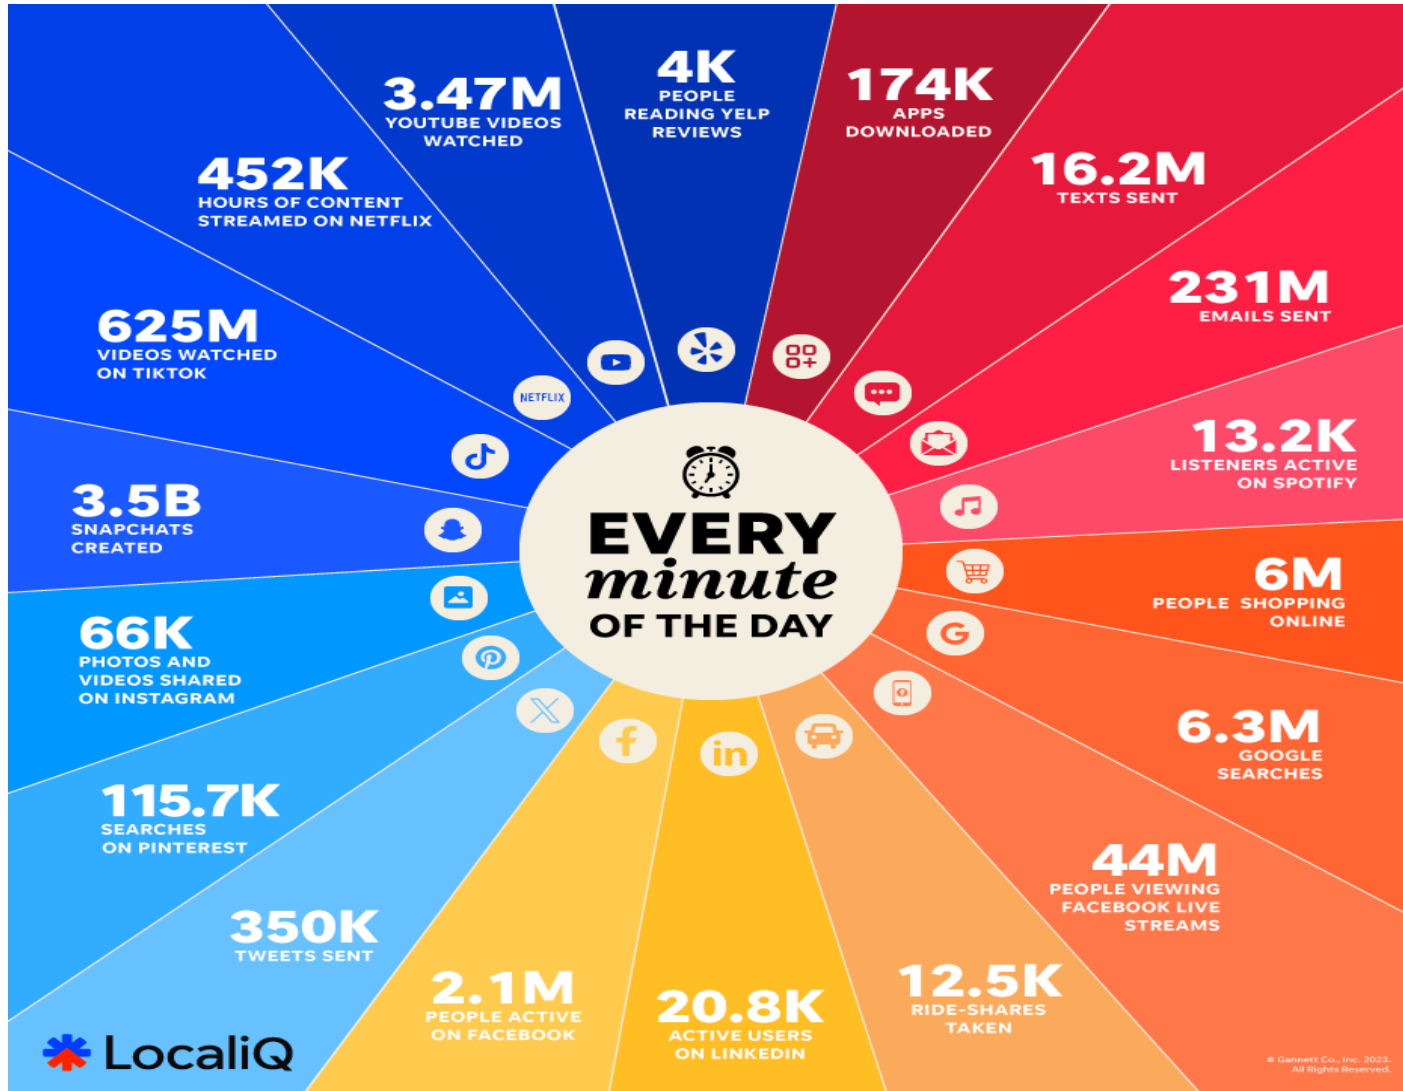 4K
PEOPLE
READING YELP
REVIEWS
174K
APPS
DOWNLOADED
16.2M
TEXTS SENT
231M
EMAILS SENT
13.2K
LISTENERS ACTIVE
ON SPOTIFY
6M
PEOPLE SHOPPING
ONLINE
6.3M
GOOGLE
SEARCHES
44M
PEOPLE VIEWING
FACEBOOK LIVE
STREAMS
12.5K
RIDE-SHARES
TAKEN
20.8K
ACTIVE USERS
ON LINKEDIN
in
2.1M
PEOPLE ACTIVE
ON FACEBOOK
f
350K
TWEETS SENT
X
115.7K
SEARCHES
ON PINTEREST
66K
PHOTOS AND
VIDEOS SHARED
ON INSTAGRAM
3.5B
SNAPCHATS
CREATED
625M
VIDEOS WATCHED
ON TIKTOK
452K
HOURS OF CONTENT
STREAMED ON NETFLIX
NETFLIX
3.47M
YOUTUBE VIDEOS
WATCHED
G
EVERY
minute
OF THE DAY
LocaliQ
© Gannett Co., Inc. 2023.
All Rights Reserved.